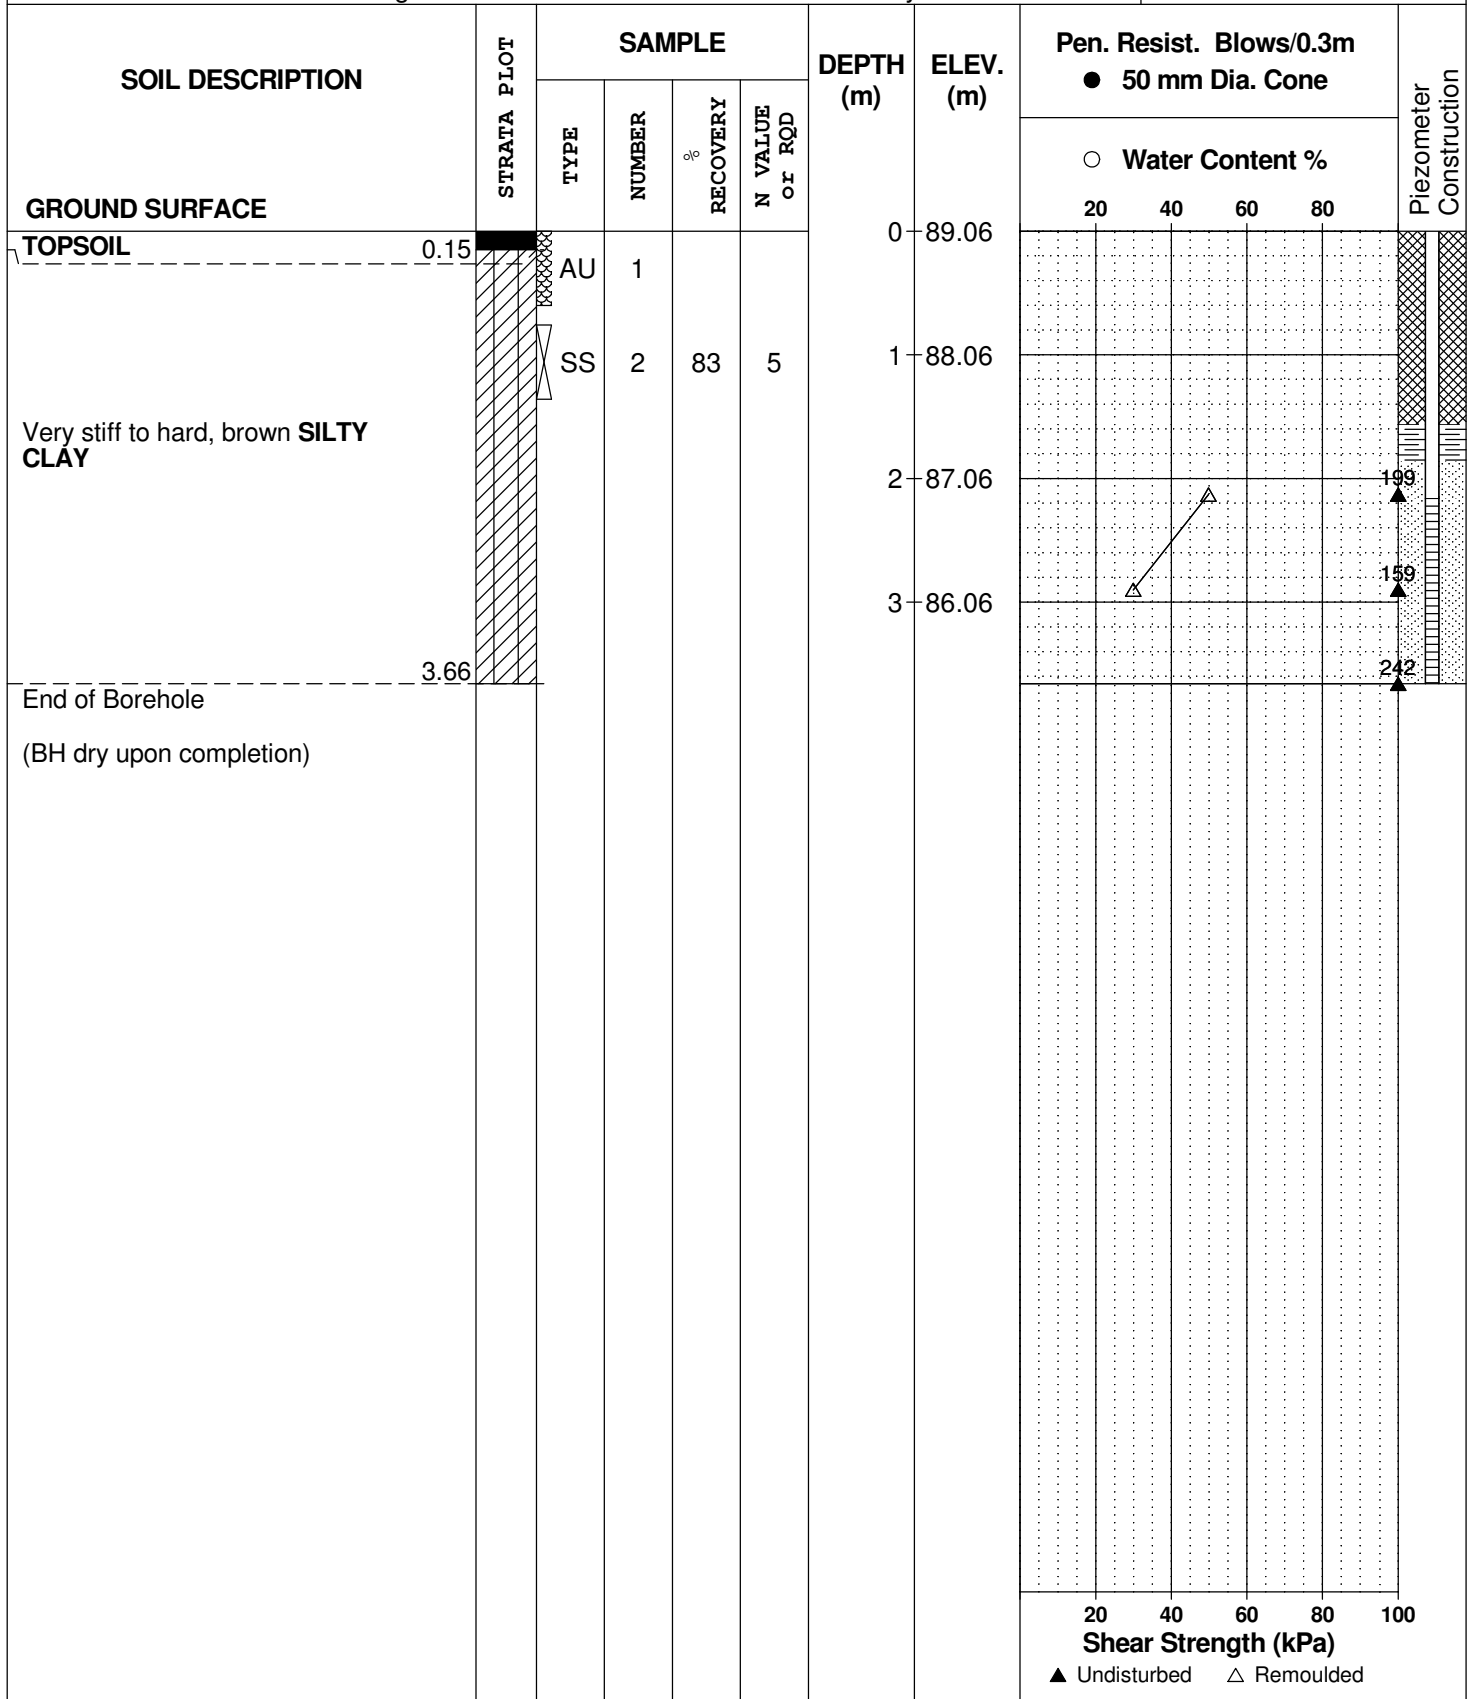 SOIL DESCRIPTION
GROUND SURFACE
STRATA PLOT
SAMPLE
TYPE
NUMBER
%
RECOVERY
N VALUE
or RQD
DEPTH
(m)
ELEV.
(m)
Pen. Resist. Blows/0.3m
● 50 mm Dia. Cone
○ Water Content %
20 40 60 80
Piezometer
Construction
TOPSOIL 0.15
AU 1
0 89.06
SS 2 83 5
1 88.06
Very stiff to hard, brown SILTY
CLAY
2 87.06
199
159
3 86.06
3.66
242
End of Borehole
(BH dry upon completion)
20 40 60 80 100
Shear Strength (kPa)
▲ Undisturbed △ Remoulded